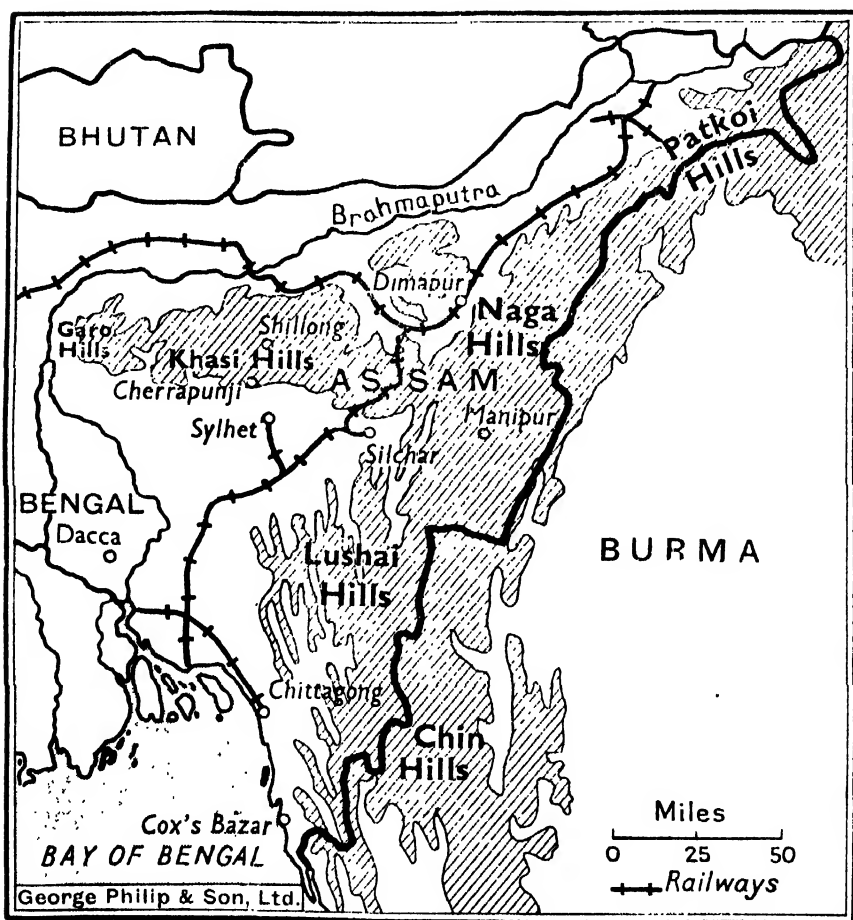 BHUTAN
Patkoi
Hills
Brahmaputra
Dimapur
Naga
Hills
Garo
Hills
Shillong
Khasi Hills
ASSAM
Cherrapunji
Manipur
Sylhet
Silchar
BENGAL
Dacca
BURMA
Lushai
Hills
Chittagong
Chin
Hills
Cox's Bazar
BAY OF BENGAL
Miles
0 25 50
Railways
George Philip & Son, Ltd.